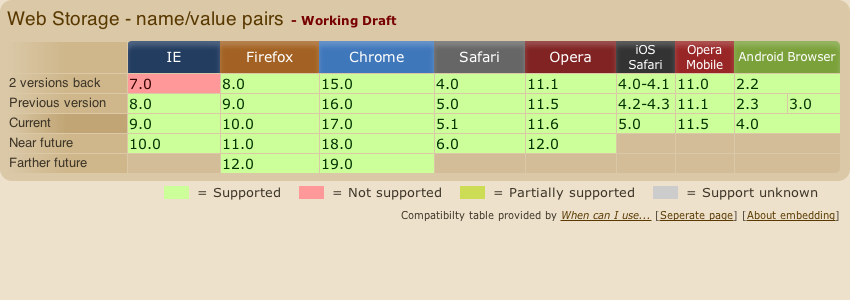 Web Storage - name/value pairs - Working Draft
IE Firefox Chrome Safari Opera iOS Safari Opera Mobile Android Browser
2 versions back 7.0 8.0 15.0 4.0 11.1 4.0-4.1 11.0 2.2
Previous version 8.0 9.0 16.0 5.0 11.5 4.2-4.3 11.1 2.3 3.0
Current 9.0 10.0 17.0 5.1 11.6 5.0 11.5 4.0
Near future 10.0 11.0 18.0 6.0 12.0
Farther future 12.0 19.0
= Supported = Not supported = Partially supported = Support unknown
Compatibilty table provided by When can I use... [Seperate page] [About embedding]